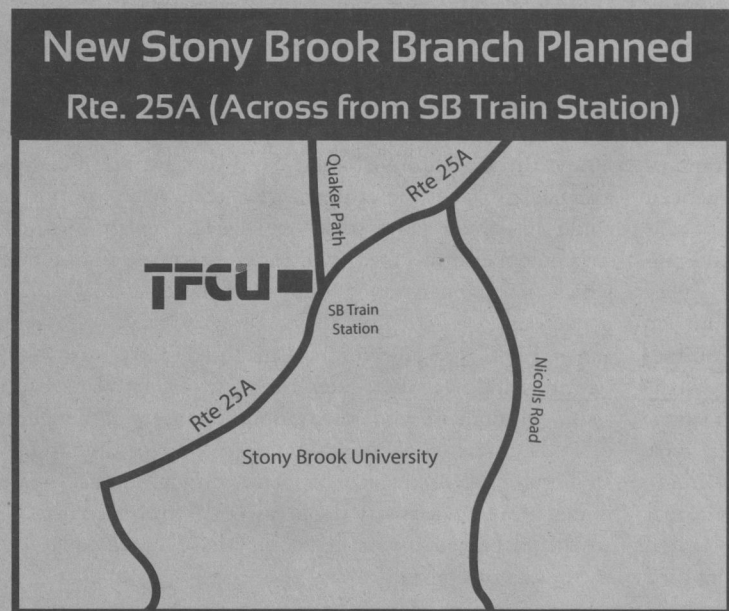 New Stony Brook Branch Planned
Rte. 25A (Across from SB Train Station)
Quaker Path
Rte 25A
TFCU
SB Train
Station
Nicolls Road
Rte 25A
Stony Brook University